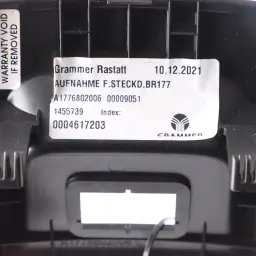 WARRANTY VOID
IF REMOVED
Grammer Rastatt 10.12.2021
AUFNAHME F.STECKD.BR177
A1776802006 00009051
1455739 Index:
0004617203
GRAMMER